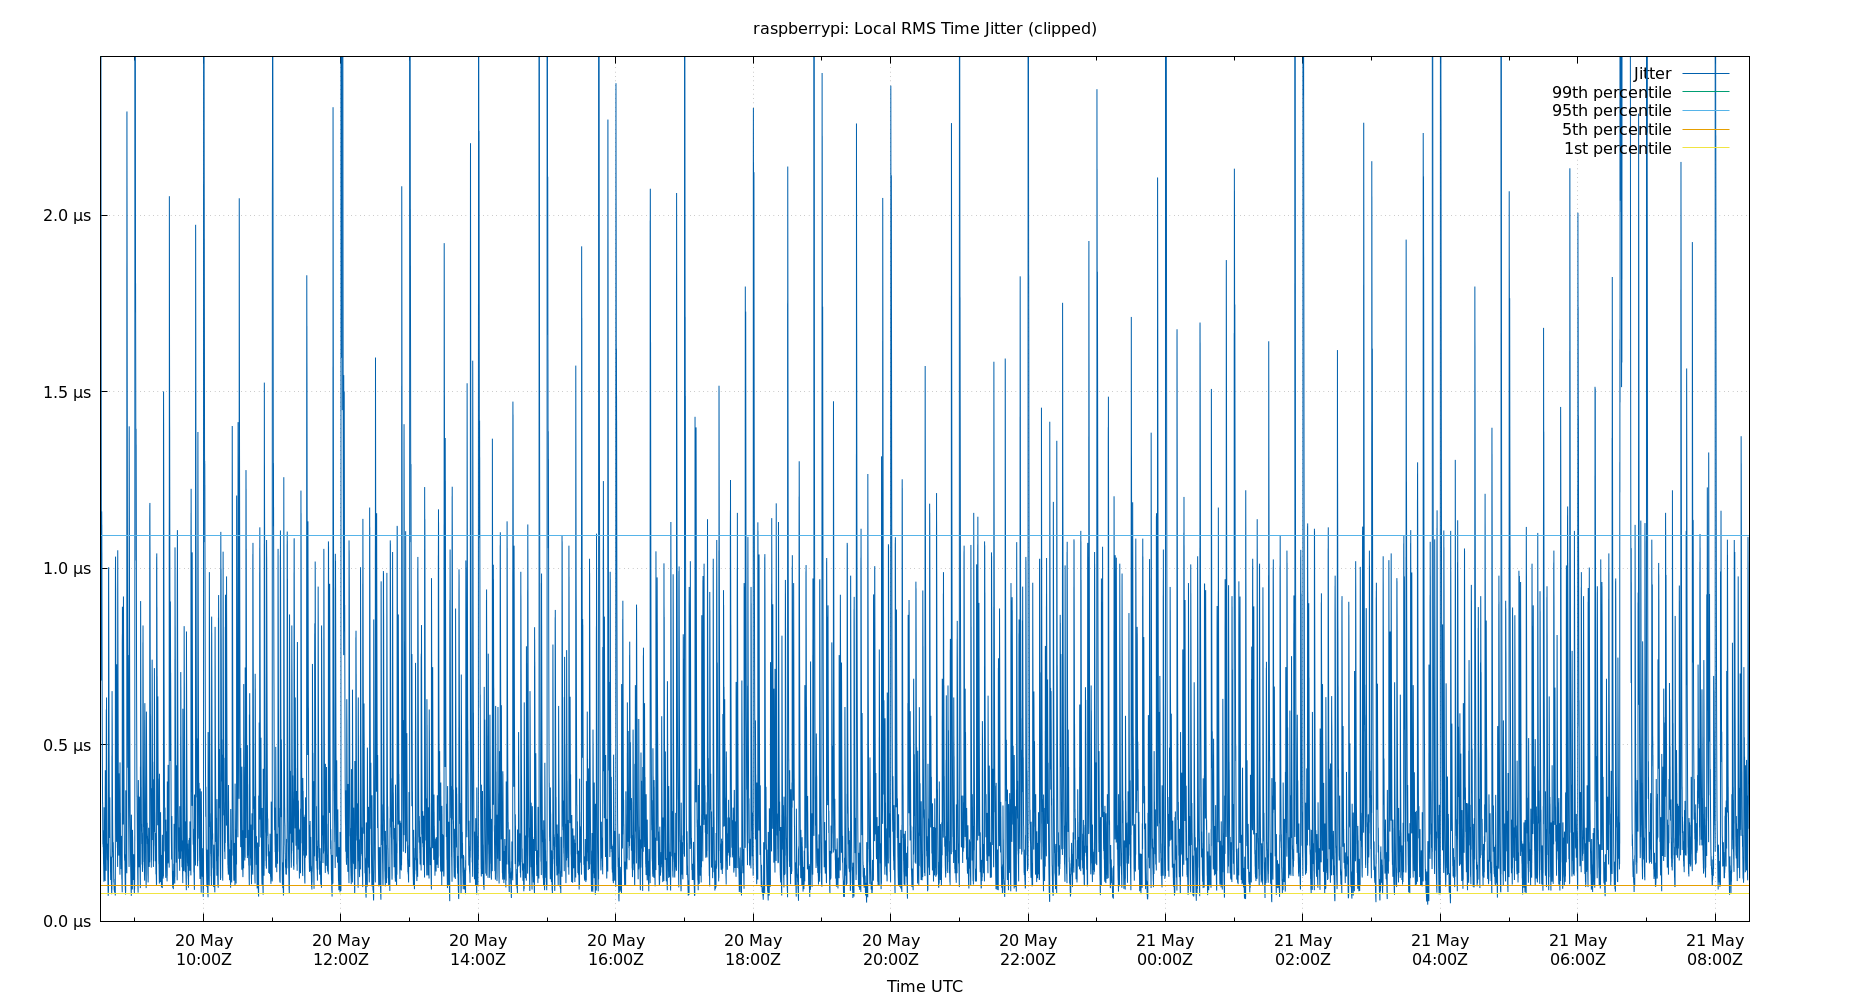 raspberrypi: Local RMS Time Jitter (clipped)
Jitter
99th percentile
95th percentile
5th percentile
1st percentile
2.0 µs
1.5 µs
1.0 µs
0.5 µs
0.0 µs
20 May 20 May 20 May 20 May 20 May 20 May 20 May 21 May 21 May 21 May 21 May 21 May
10:00Z 12:00Z 14:00Z 16:00Z 18:00Z 20:00Z 22:00Z 00:00Z 02:00Z 04:00Z 06:00Z 08:00Z
Time UTC